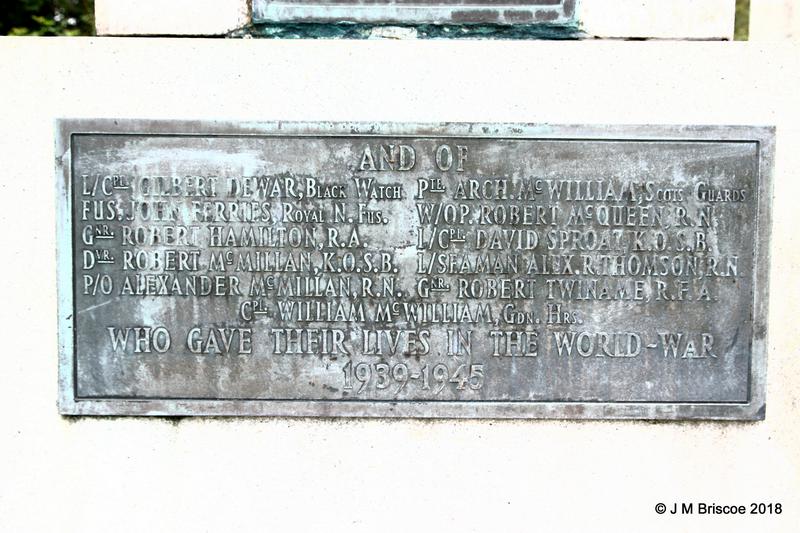 AND OF
L/CPL. GILBERT DEWAR, BLACK WATCH PTE. ARCH. McWILLIAM, SCOTS GUARDS
FUS. JOHN FERRIES, ROYAL N. FUS. W/OP. ROBERT McQUEEN, R.N.
GNR. ROBERT HAMILTON, R.A. L/CPL. DAVID SPROAT, K.O.S.B.
DVR. ROBERT McMILLAN, K.O.S.B. L/SEAMAN ALEX. R. THOMSON, R.N.
P/O ALEXANDER McMILLAN, R.N. GNR. ROBERT TWINAME, R.F.A.
CPL. WILLIAM McWILLIAM, GDN. HRS.
WHO GAVE THEIR LIVES IN THE WORLD-WAR
1939-1945
© J M Briscoe 2018